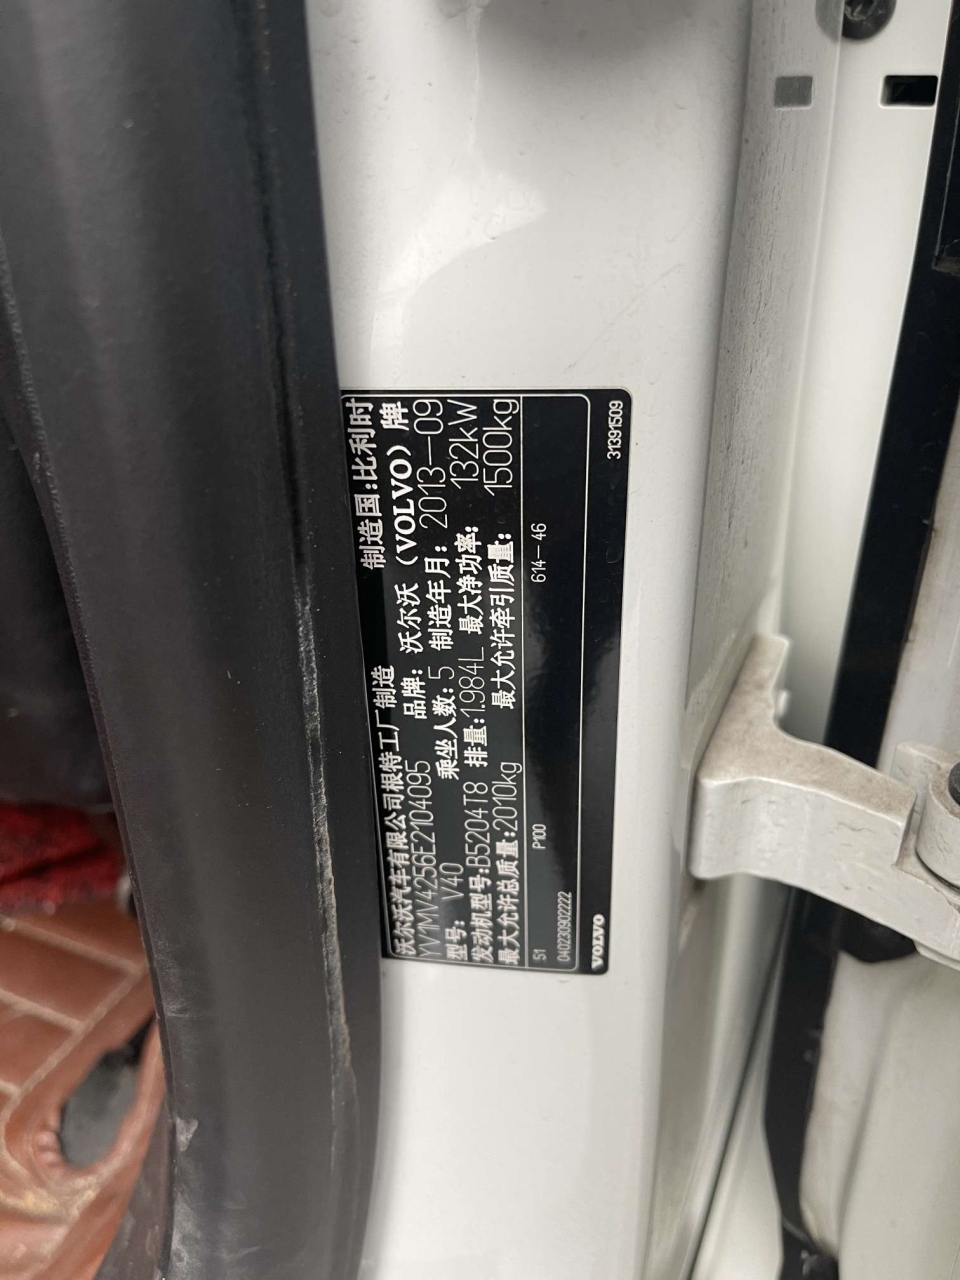 制造国:比利时
沃尔沃汽车有限公司根特工厂制造
品牌: 沃尔沃（VOLVO）牌
YV1MV4256E2104095
乘坐人数: 5 制造年月: 2013—09
型号: V40
排量:1.984L 最大净功率: 132kW
发动机型号:B5204T8
最大允许牵引质量: 1500kg
最大允许总质量:2010kg
51 P100 614-46
040230902222
VOLVO 31391509